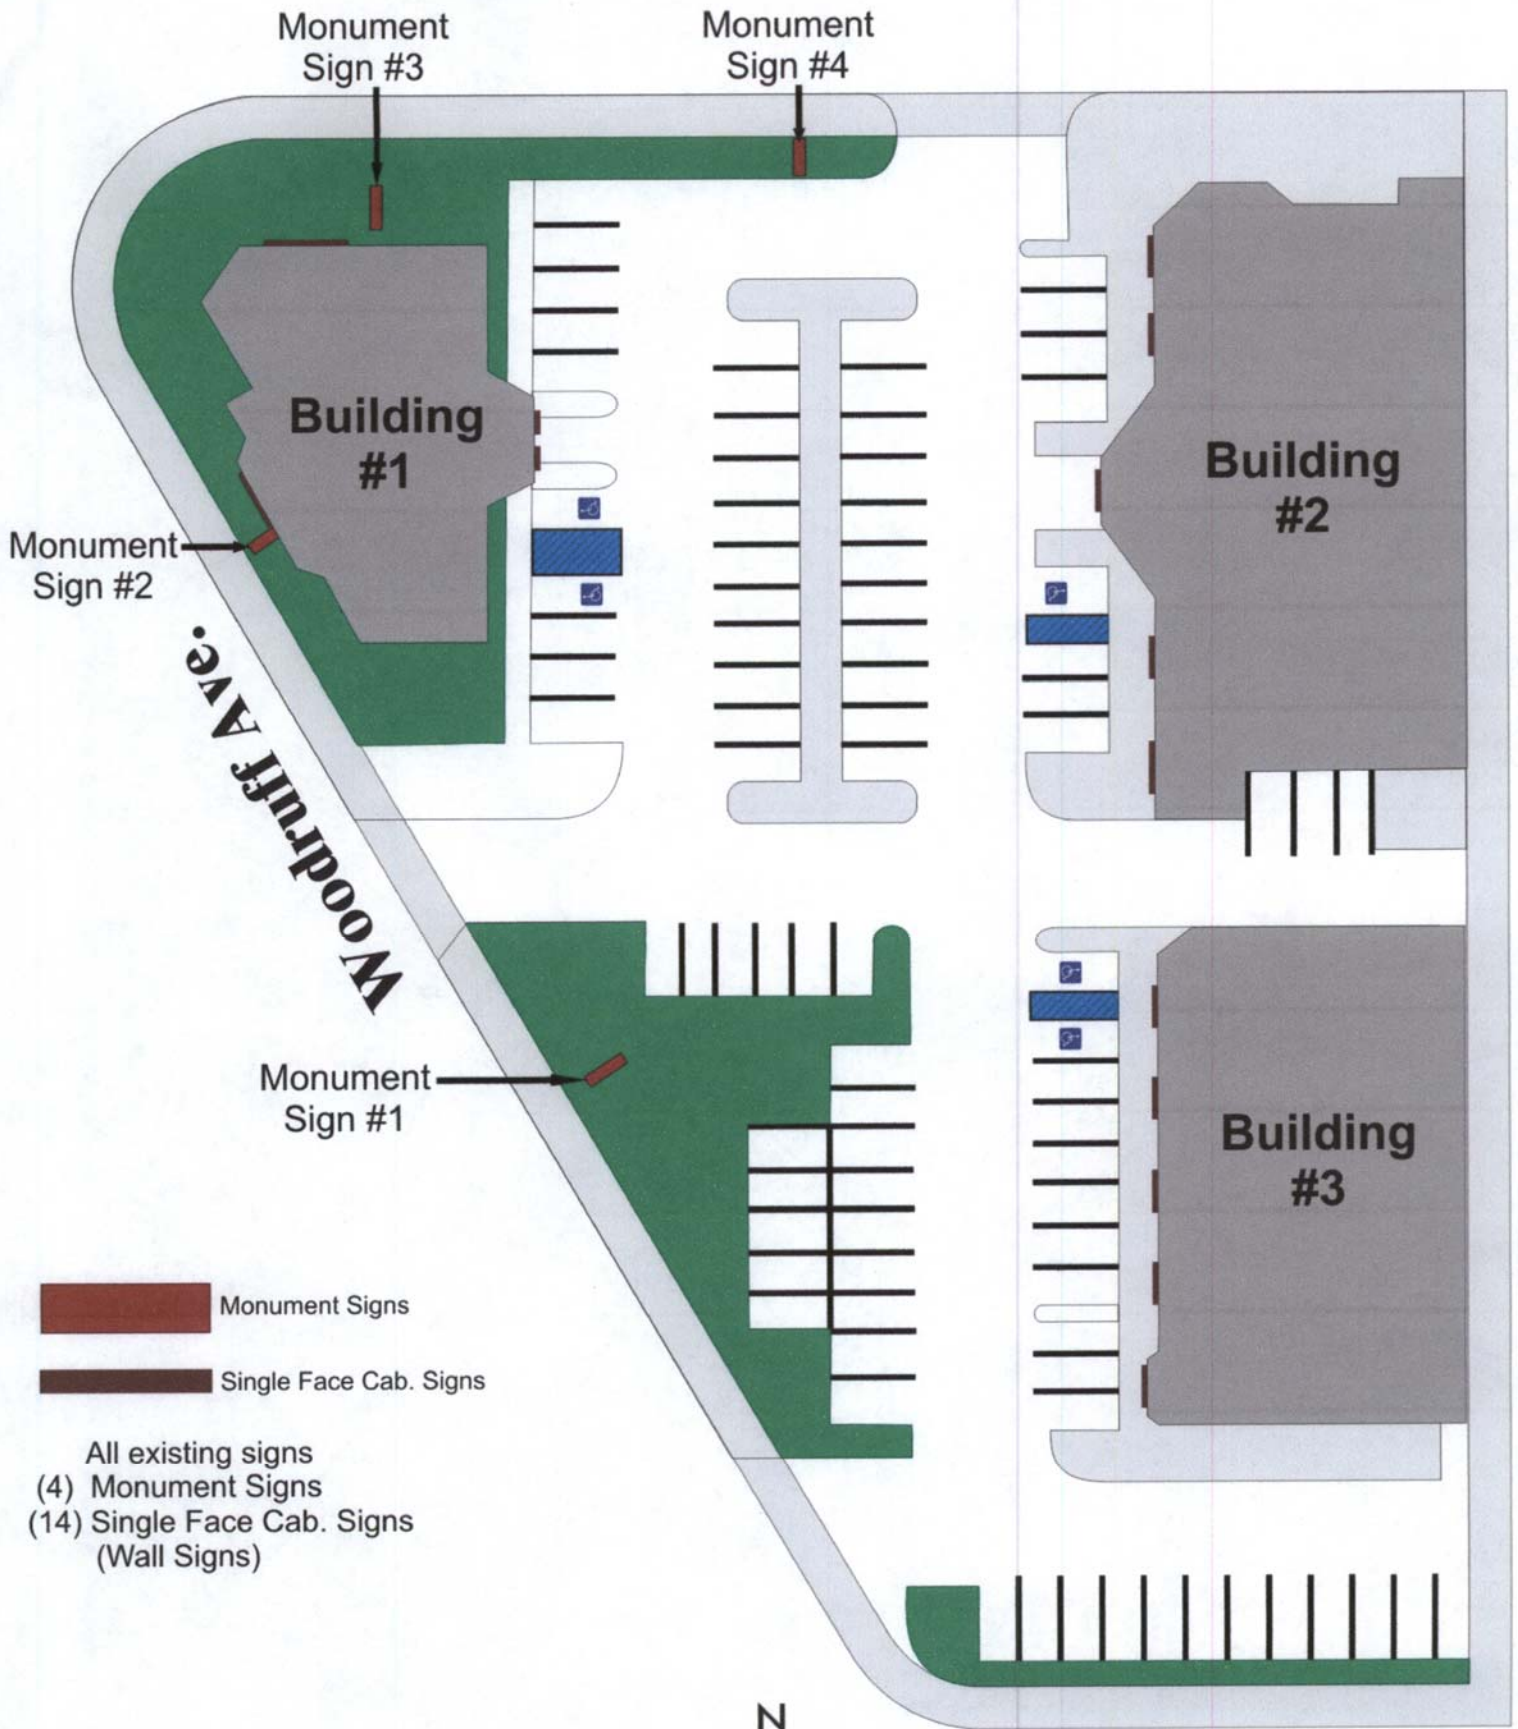 Monument
Sign #3
Monument
Sign #4
Building
#1
Building
#2
Monument
Sign #2
Woodruff Ave.
Monument
Sign #1
Building
#3
Monument Signs
Single Face Cab. Signs
All existing signs
(4) Monument Signs
(14) Single Face Cab. Signs
(Wall Signs)
N